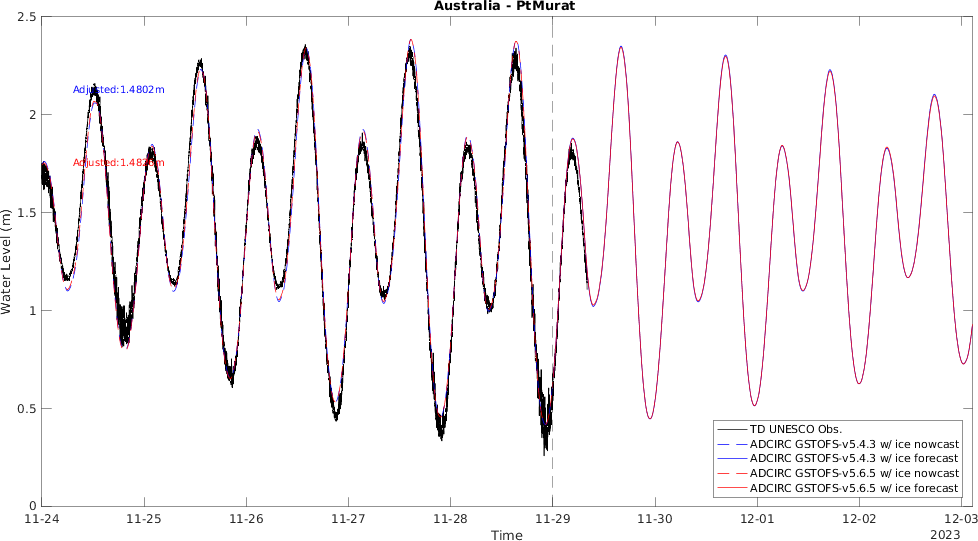 Australia - PtMurat
2.5
2
1.5
1
0.5
0
Water Level (m)
Adjusted:1.4802m
TD UNESCO Obs.
ADCIRC GSTOFS-v5.4.3 w/ ice nowcast
ADCIRC GSTOFS-v5.4.3 w/ ice forecast
ADCIRC GSTOFS-v5.6.5 w/ ice nowcast
ADCIRC GSTOFS-v5.6.5 w/ ice forecast
11-24 11-25 11-26 11-27 11-28 11-29 11-30 12-01 12-02 12-03
Time
2023